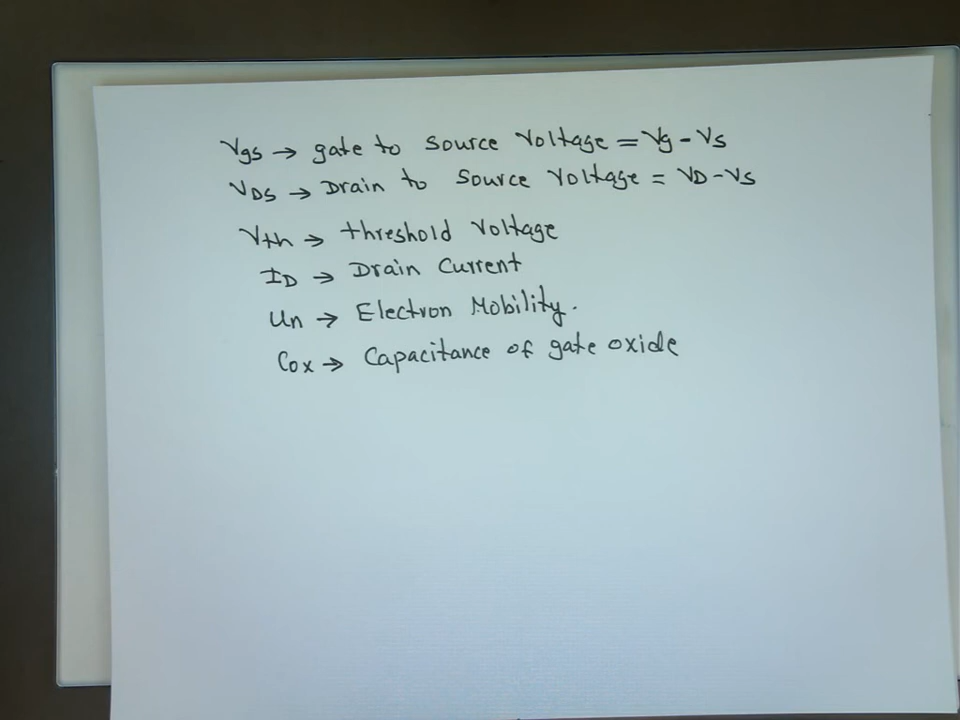 Vgs → gate to source Voltage = Vg - Vs
VDS → Drain to source Voltage = VD - VS
Vth → threshold Voltage
ID → Drain Current
Un → Electron Mobility.
Cox → Capacitance of gate oxide